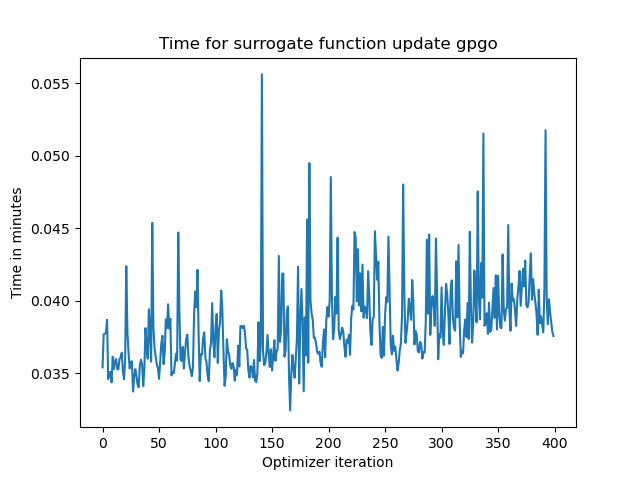 Time for surrogate function update gpgo
Time in minutes
0.055
0.050
0.045
0.040
0.035
0 50 100 150 200 250 300 350 400
Optimizer iteration